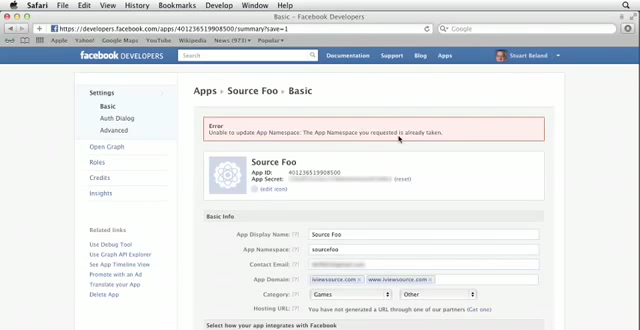 Safari File Edit View History Bookmarks Develop Window Help
Basic – Facebook Developers
https://developers.facebook.com/apps/401236519908500/summary?save=1
Google
Apple Yahoo! Google Maps YouTube Wikipedia News (973) Popular
facebook DEVELOPERS
Search
Documentation Support Blog Apps
Stuart Beland
Settings
Basic
Auth Dialog
Advanced
Open Graph
Roles
Credits
Insights
Related links
Use Debug Tool
Use Graph API Explorer
See App Timeline View
Promote with an Ad
Translate your App
Delete App
Apps Source Foo Basic
Error
Unable to update App Namespace: The App Namespace you requested is already taken.
Source Foo
App ID: 401236519908500
App Secret: (reset)
(edit icon)
Basic Info
App Display Name: [?] Source Foo
App Namespace: [?] sourcefoo
Contact Email: [?]
App Domain: [?] iviewsource.com × www.iviewsource.com ×
Category: [?] Games Other
Hosting URL: [?] You have not generated a URL through one of our partners (Get one)
Select how your app integrates with Facebook